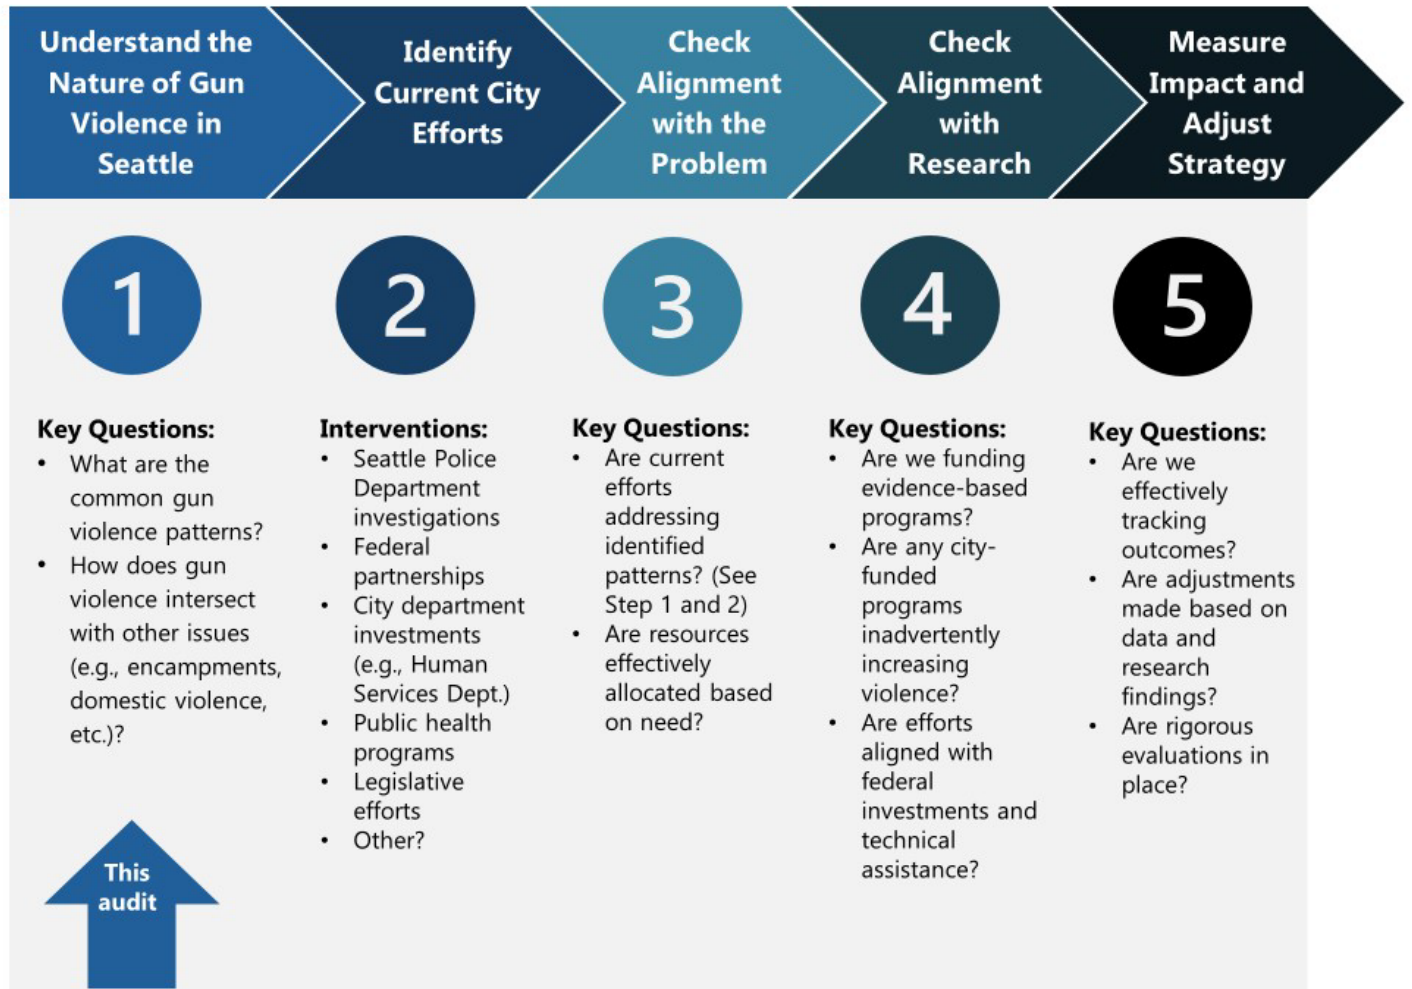 Understand the
Nature of Gun
Violence in
Seattle
Identify
Current City
Efforts
Check
Alignment
with the
Problem
Check
Alignment
with
Research
Measure
Impact and
Adjust
Strategy
1
2
3
4
5
Key Questions:
• What are the
common gun
violence patterns?
• How does gun
violence intersect
with other issues
(e.g., encampments,
domestic violence,
etc.)?
This
audit
Interventions:
• Seattle Police
Department
investigations
• Federal
partnerships
• City department
investments
(e.g., Human
Services Dept.)
• Public health
programs
• Legislative
efforts
• Other?
Key Questions:
• Are current
efforts
addressing
identified
patterns? (See
Step 1 and 2)
• Are resources
effectively
allocated based
on need?
Key Questions:
• Are we funding
evidence-based
programs?
• Are any city-
funded
programs
inadvertently
increasing
violence?
• Are efforts
aligned with
federal
investments and
technical
assistance?
Key Questions:
• Are we
effectively
tracking
outcomes?
• Are adjustments
made based on
data and
research
findings?
• Are rigorous
evaluations in
place?